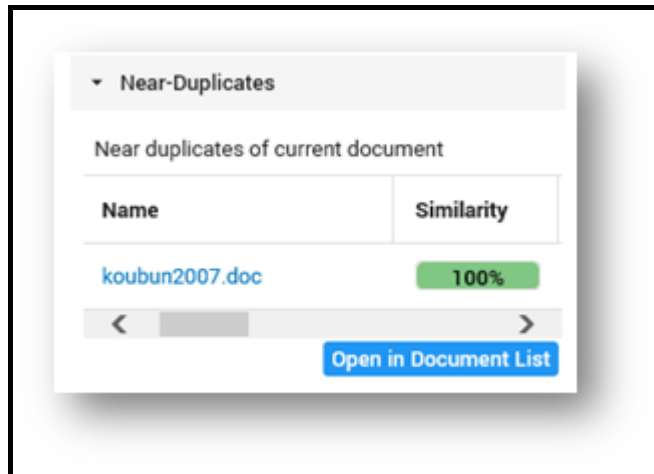 Near-Duplicates
Near duplicates of current document
Name Similarity
koubun2007.doc 100%
Open in Document List